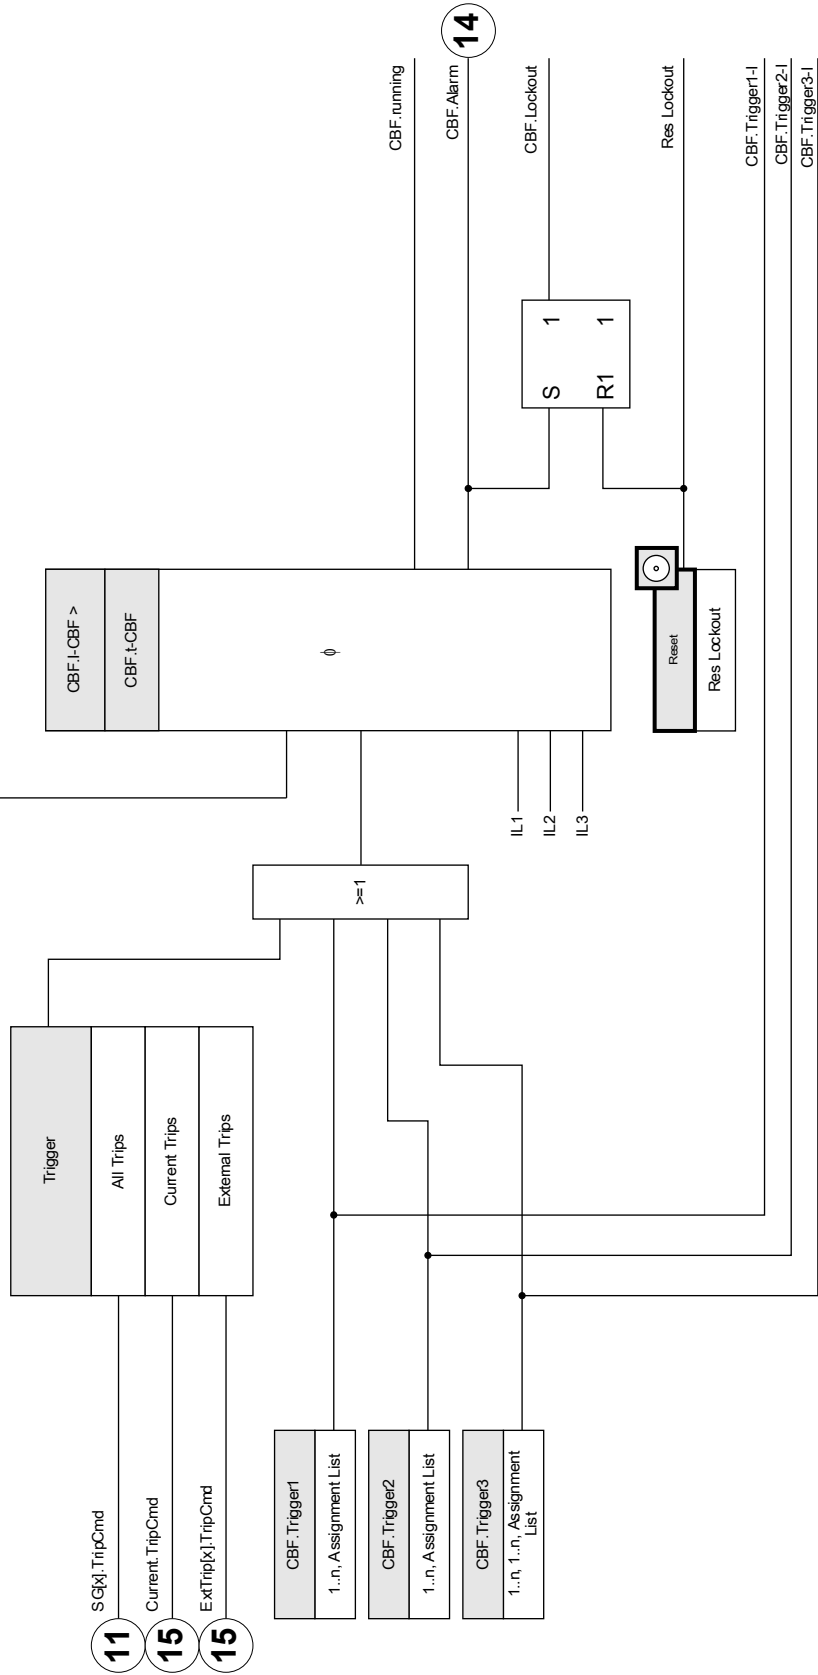 11
SG[x].TripCmd
15
Current.TripCmd
15
ExtTrip[x].TripCmd
Trigger
All Trips
Current Trips
External Trips
CBF.Trigger1
1..n, Assignment List
CBF.Trigger2
1..n, Assignment List
CBF.Trigger3
1..n, 1..n, Assignment
List
>=1
IL1
IL2
IL3
CBF.I-CBF >
CBF.t-CBF
ϕ
Reset
Res Lockout
S 1
R1 1
CBF.running
CBF.Alarm
14
CBF.Lockout
Res Lockout
CBF.Trigger1-I
CBF.Trigger2-I
CBF.Trigger3-I